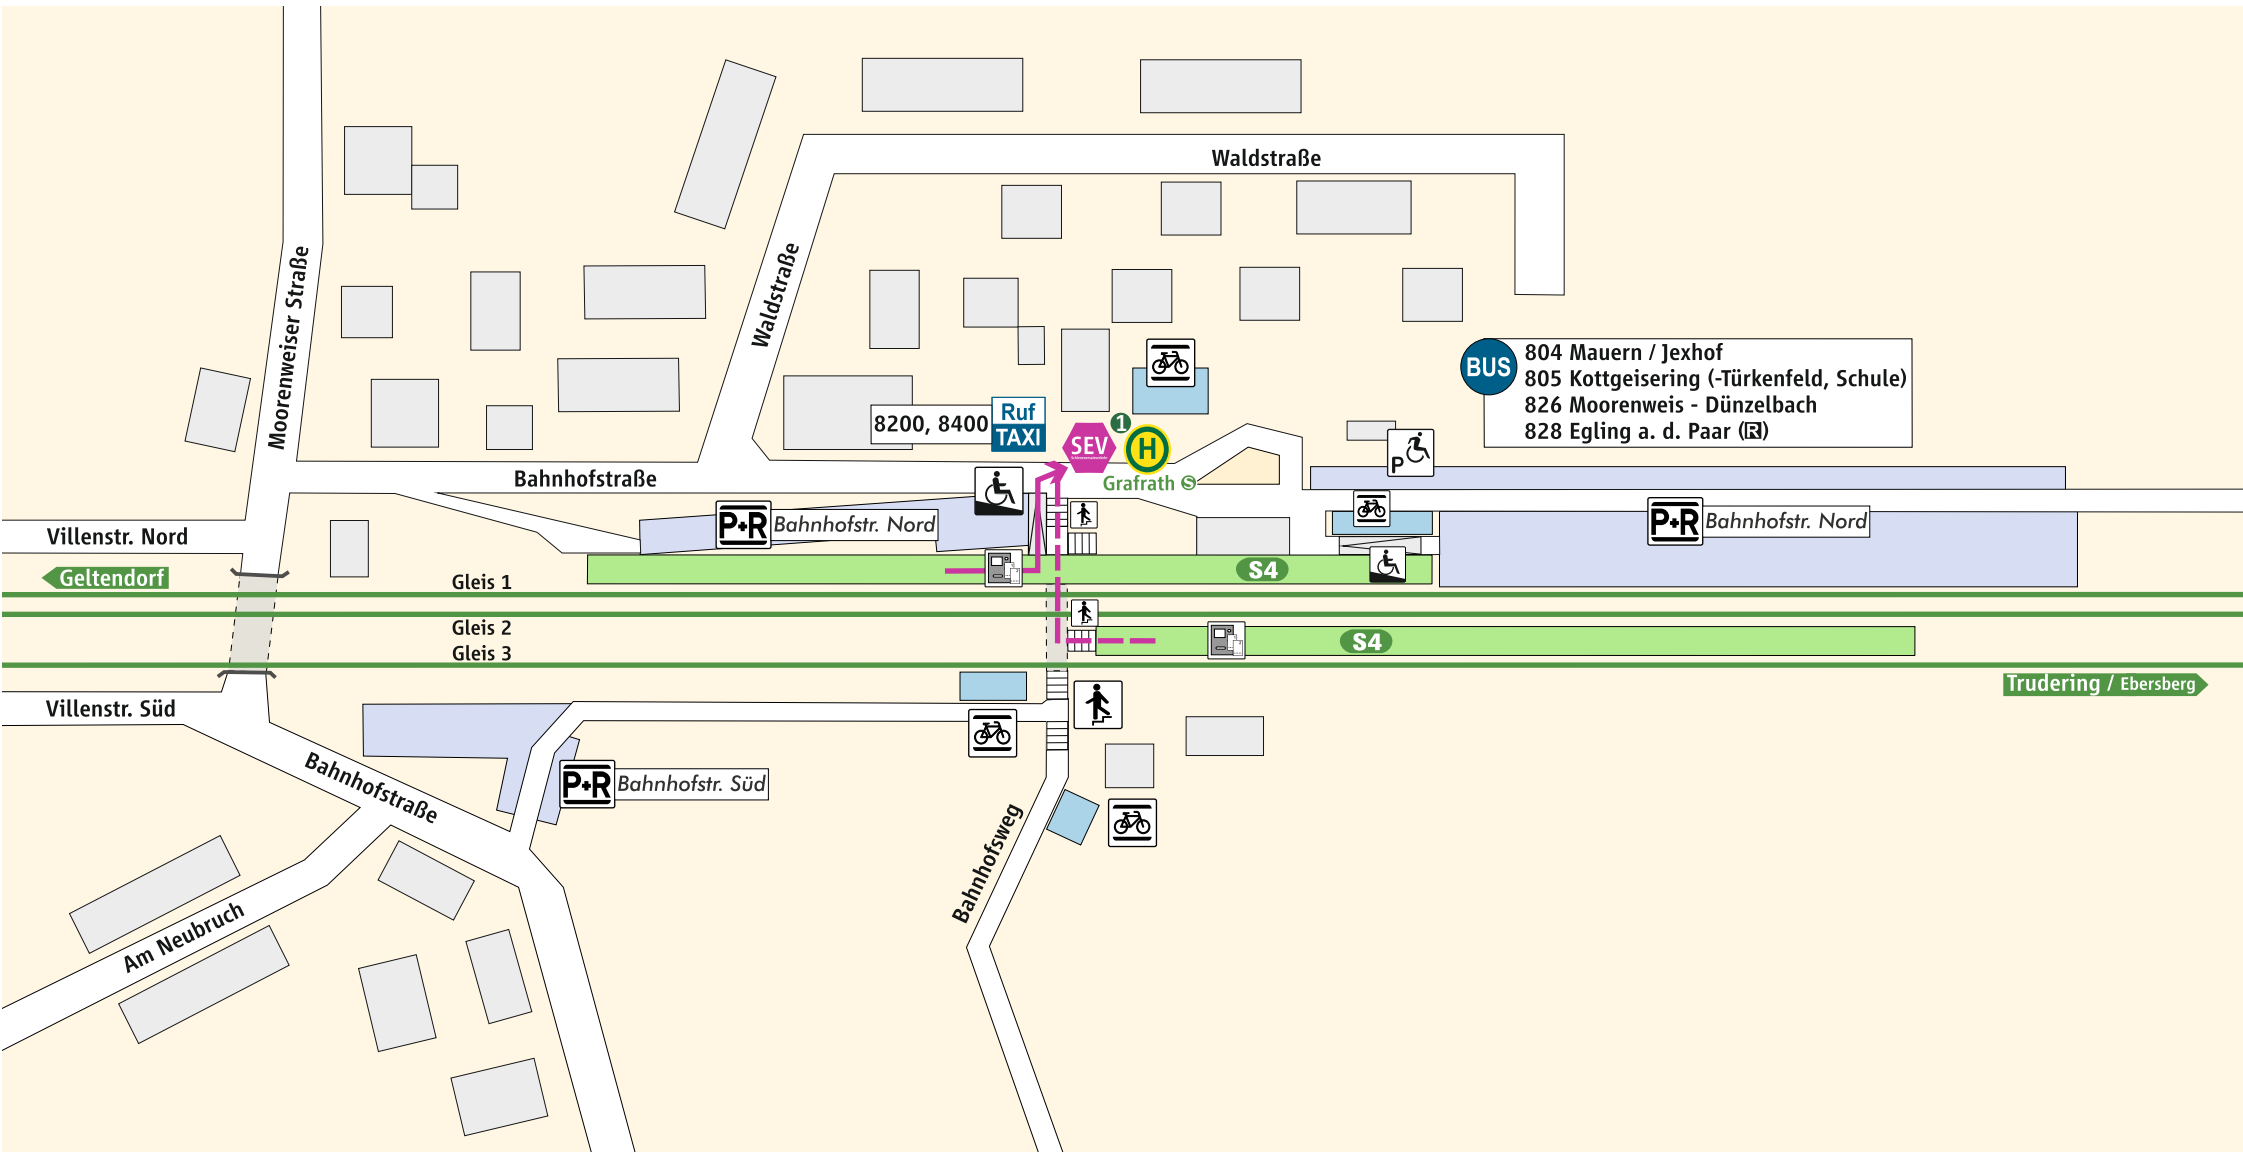 Waldstraße
Waldstraße
Moorenweiser Straße
BUS
804 Mauern / Jexhof
805 Kottgeisering (-Türkenfeld, Schule)
826 Moorenweis - Dünzelbach
828 Egling a. d. Paar (R)
8200, 8400
Ruf
TAXI
SEV
1
H
Grafrath S
P
Bahnhofstraße
P+R Bahnhofstr. Nord
P+R Bahnhofstr. Nord
Villenstr. Nord
Geltendorf
Gleis 1
S4
Gleis 2
S4
Gleis 3
Trudering / Ebersberg
Villenstr. Süd
Bahnhofstraße
P+R Bahnhofstr. Süd
Bahnhofsweg
Am Neubruch